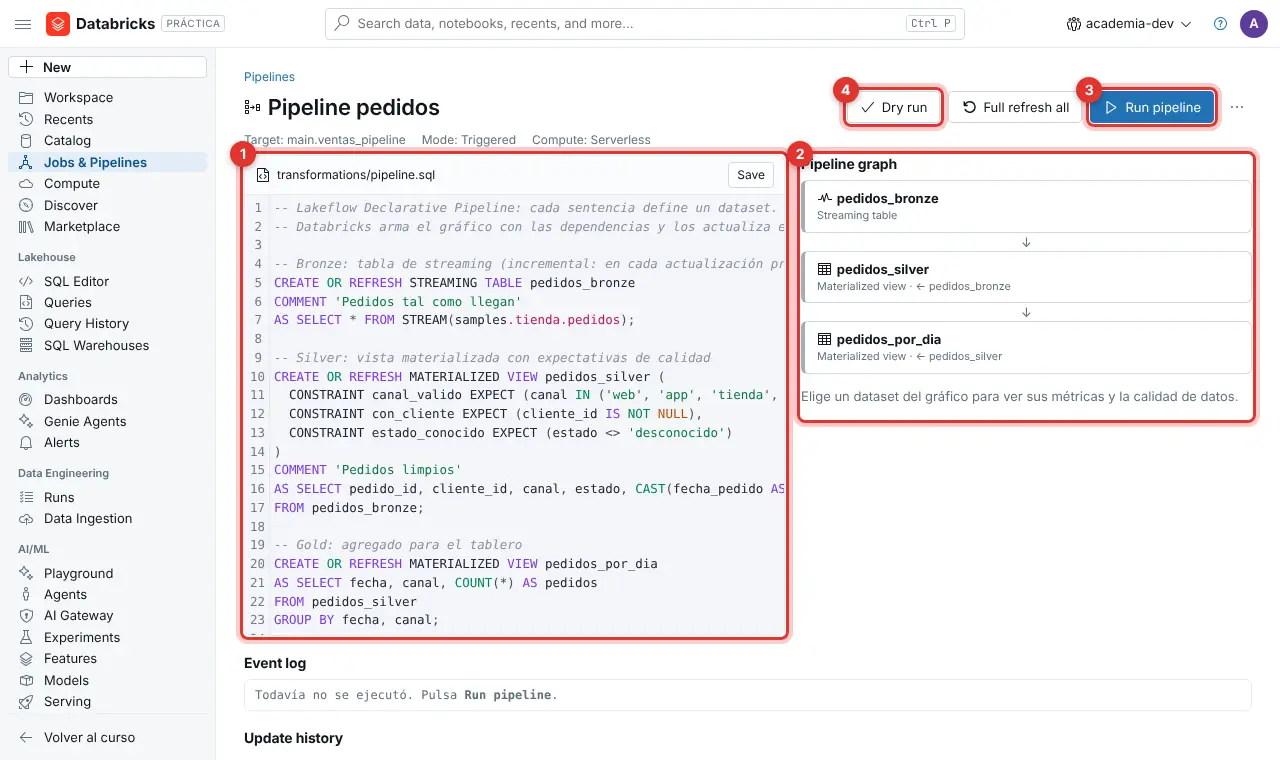 Databricks PRÁCTICA
Search data, notebooks, recents, and more... Ctrl P
academia-dev
A
New
Workspace
Recents
Catalog
Jobs & Pipelines
Compute
Discover
Marketplace
Lakehouse
SQL Editor
Queries
Query History
SQL Warehouses
Analytics
Dashboards
Genie Agents
Alerts
Data Engineering
Runs
Data Ingestion
AI/ML
Playground
Agents
AI Gateway
Experiments
Features
Models
Serving
Volver al curso
Pipelines
Pipeline pedidos
4 Dry run
Full refresh all
3 Run pipeline
Target: main.ventas_pipeline Mode: Triggered Compute: Serverless
1
transformations/pipeline.sql Save
1 -- Lakeflow Declarative Pipeline: cada sentencia define un dataset.
2 -- Databricks arma el gráfico con las dependencias y los actualiza e
3
4 -- Bronze: tabla de streaming (incremental: en cada actualización pr
5 CREATE OR REFRESH STREAMING TABLE pedidos_bronze
6 COMMENT 'Pedidos tal como llegan'
7 AS SELECT * FROM STREAM(samples.tienda.pedidos);
8
9 -- Silver: vista materializada con expectativas de calidad
10 CREATE OR REFRESH MATERIALIZED VIEW pedidos_silver (
11 CONSTRAINT canal_valido EXPECT (canal IN ('web', 'app', 'tienda',
12 CONSTRAINT con_cliente EXPECT (cliente_id IS NOT NULL),
13 CONSTRAINT estado_conocido EXPECT (estado <> 'desconocido')
14 )
15 COMMENT 'Pedidos limpios'
16 AS SELECT pedido_id, cliente_id, canal, estado, CAST(fecha_pedido AS
17 FROM pedidos_bronze;
18
19 -- Gold: agregado para el tablero
20 CREATE OR REFRESH MATERIALIZED VIEW pedidos_por_dia
21 AS SELECT fecha, canal, COUNT(*) AS pedidos
22 FROM pedidos_silver
23 GROUP BY fecha, canal;
2
Pipeline graph
pedidos_bronze
Streaming table
↓
pedidos_silver
Materialized view · ← pedidos_bronze
↓
pedidos_por_dia
Materialized view · ← pedidos_silver
Elige un dataset del gráfico para ver sus métricas y la calidad de datos.
Event log
Todavía no se ejecutó. Pulsa Run pipeline.
Update history